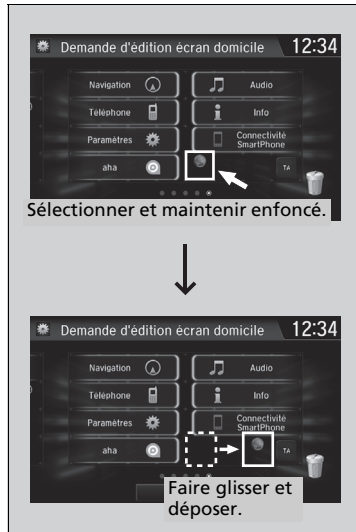 Demande d'édition écran domicile 12:34
Navigation Audio
Téléphone Info
Paramètres Connectivité
SmartPhone
aha TA
Sélectionner et maintenir enfoncé.
Demande d'édition écran domicile 12:34
Navigation Audio
Téléphone Info
Paramètres Connectivité
SmartPhone
aha TA
Faire glisser et
déposer.